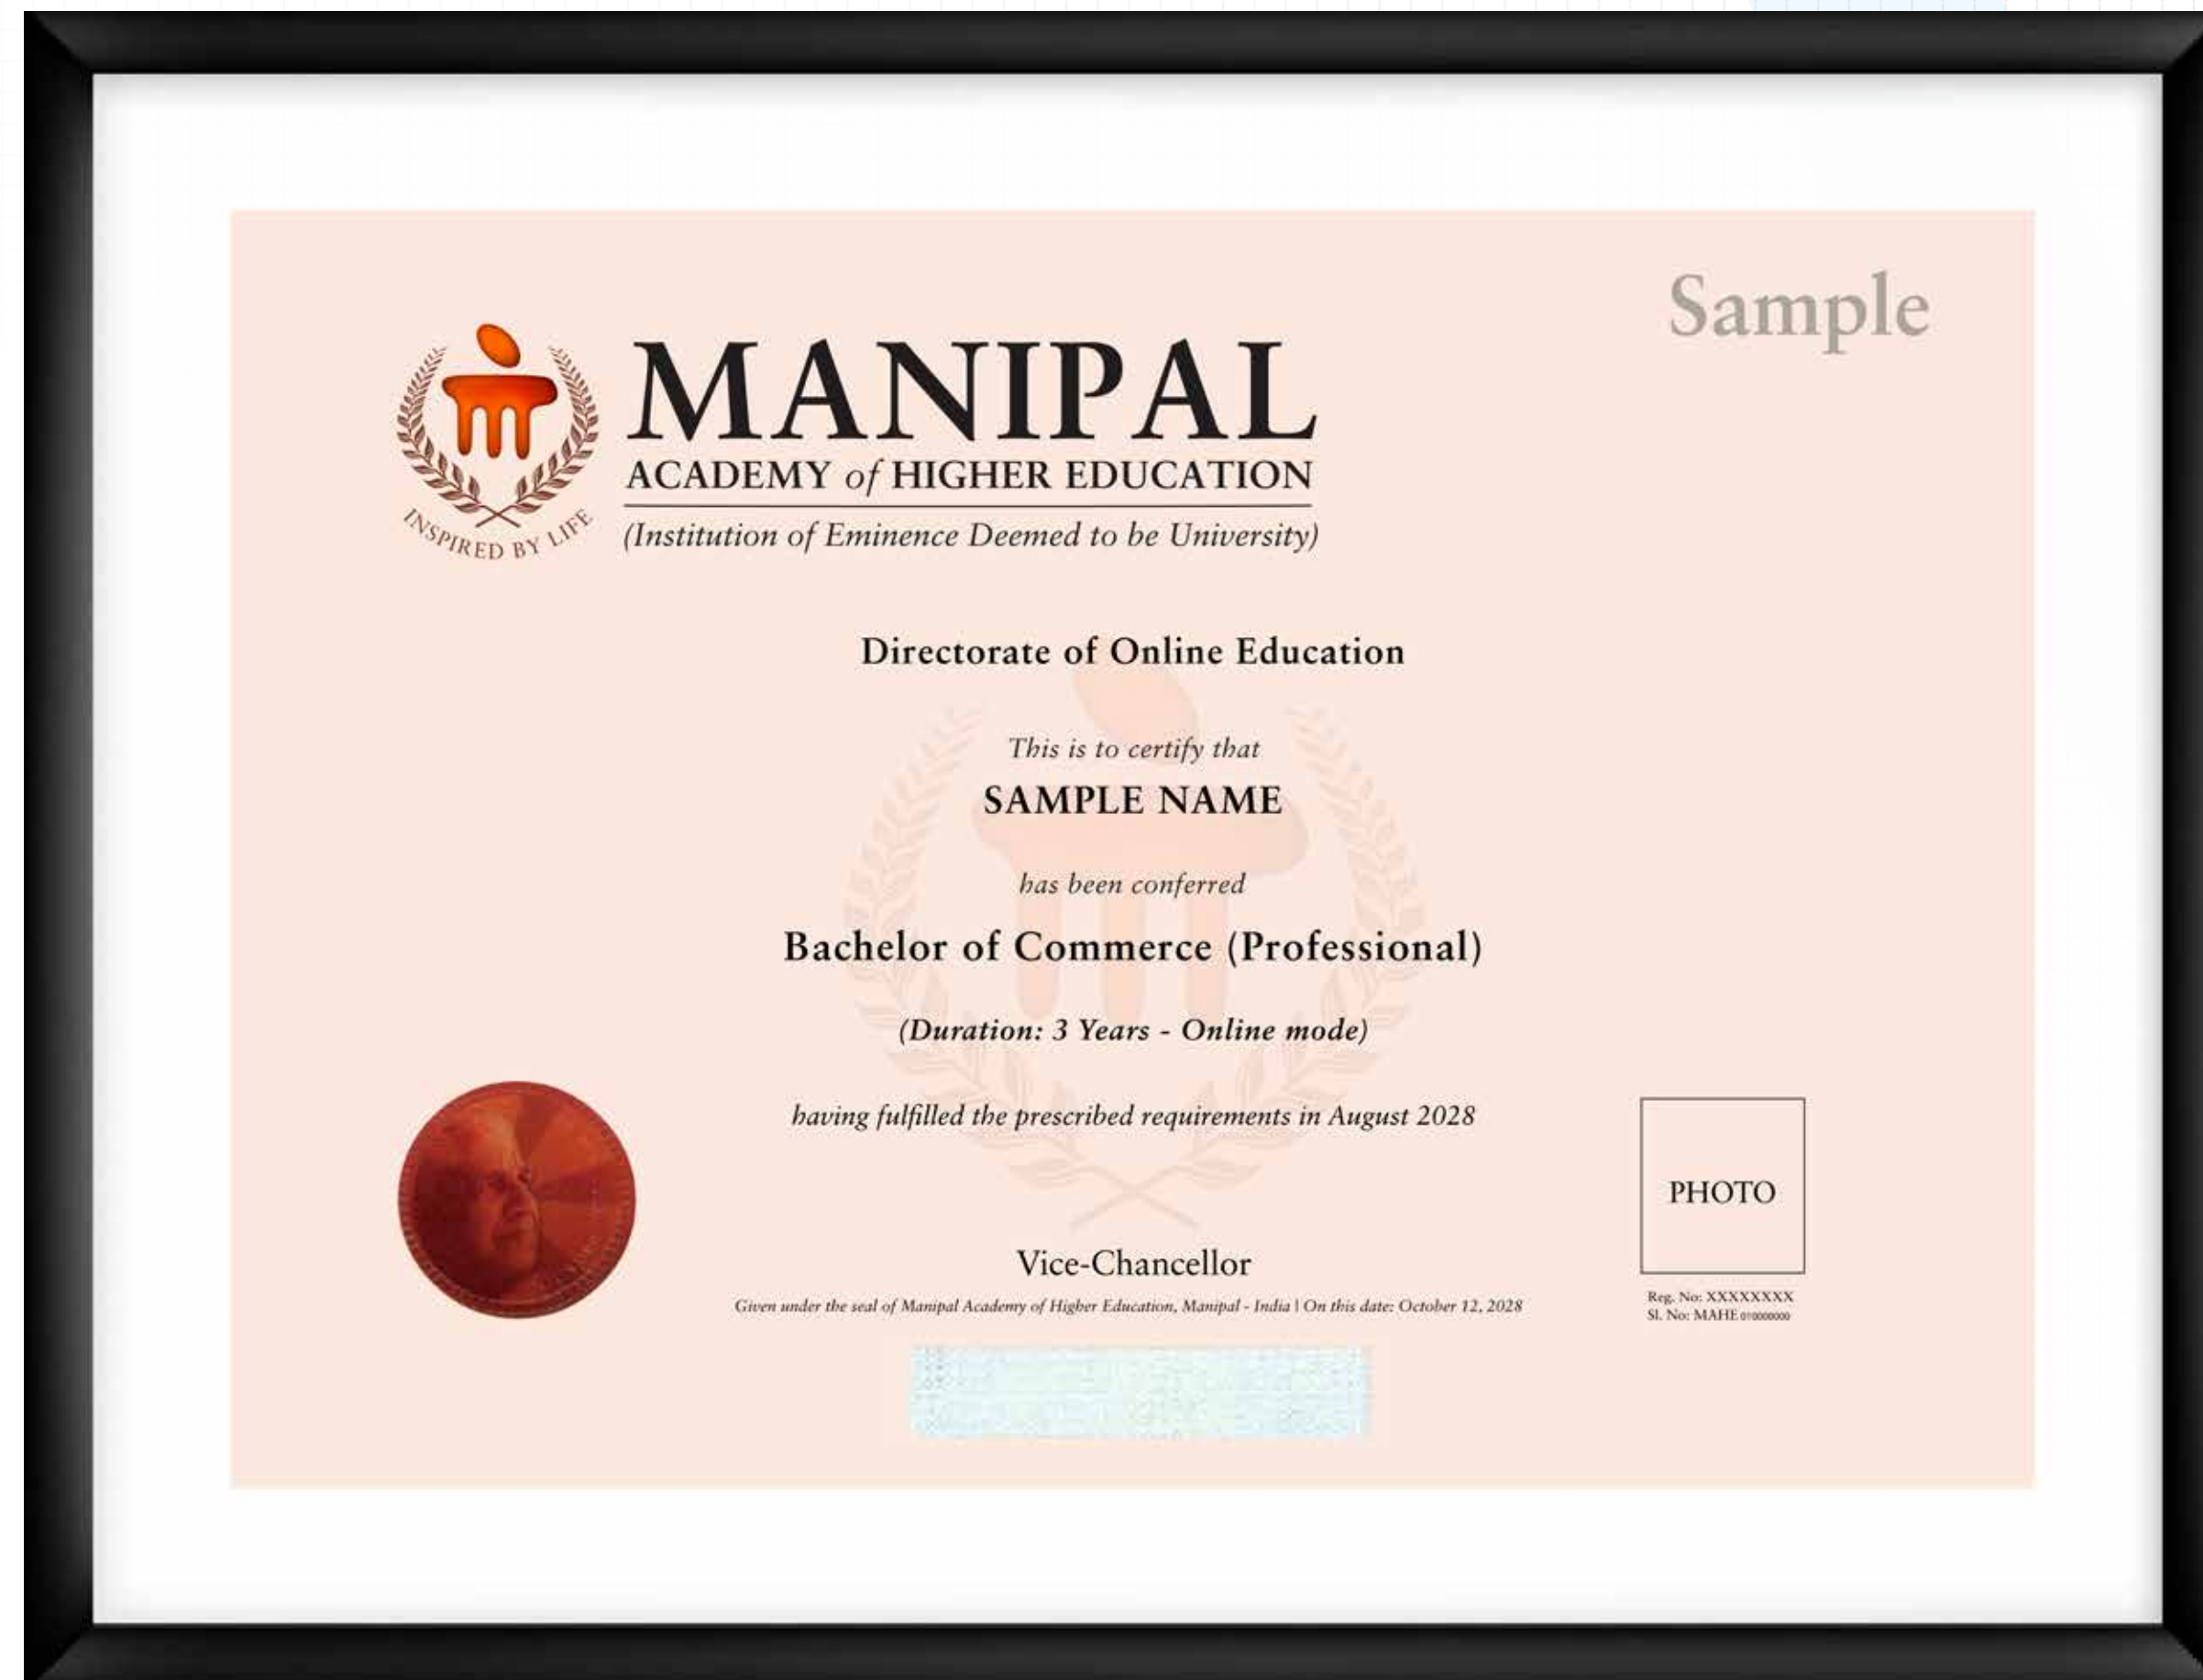 Sample
MANIPAL
ACADEMY of HIGHER EDUCATION
(Institution of Eminence Deemed to be University)
INSPIRED BY LIFE
Directorate of Online Education
This is to certify that
SAMPLE NAME
has been conferred
Bachelor of Commerce (Professional)
(Duration: 3 Years - Online mode)
having fulfilled the prescribed requirements in August 2028
PHOTO
Vice-Chancellor
Given under the seal of Manipal Academy of Higher Education, Manipal - India | On this date: October 12, 2028
Reg. No: XXXXXXXX
Sl. No: MAHE